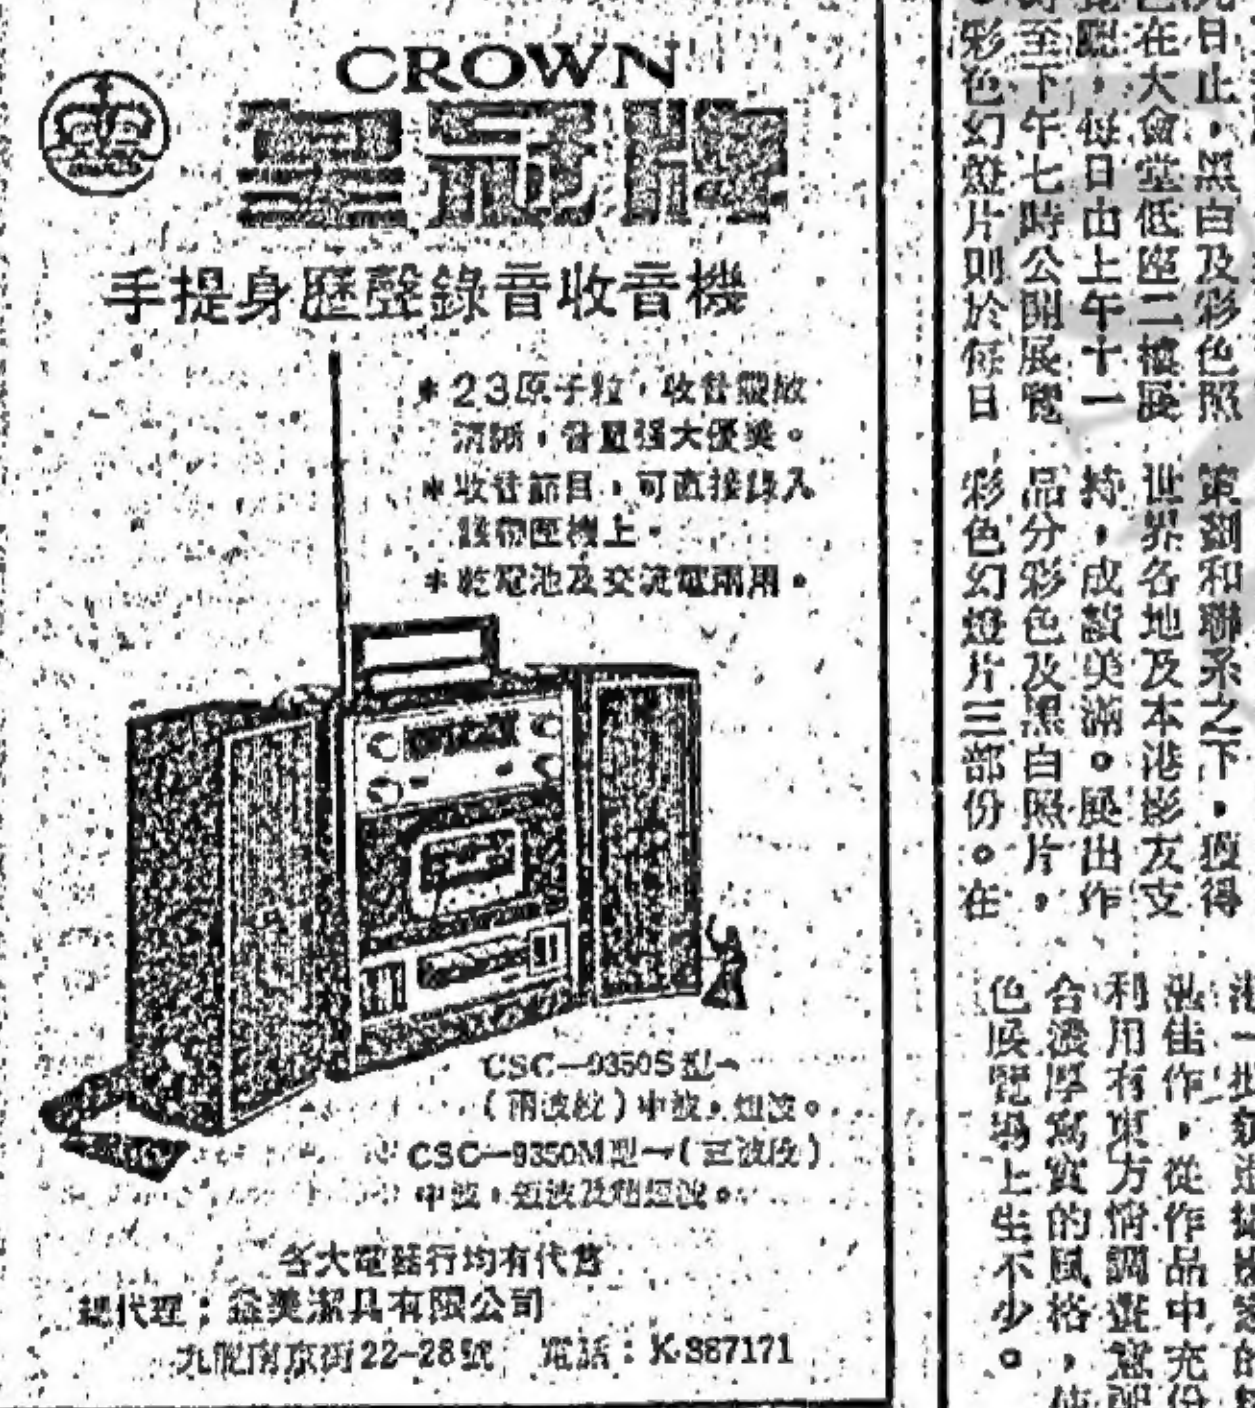 CROWN
皇冠牌
手提身歷聲錄音收音機
*23原子粒，收音
清晰，音量强大優美。
*收音節目，可直接錄入
機上。
*乾電池及交流電兩用。
CSC—9350S型—
（兩波段）中波，短波。
CSC—9350M型—（三波段）
中波，短波及超短波。
各大電器行均有代售
總代理：益美潔具有限公司
九龍南京街22-28號 電話：K-887171
日止，黑白及彩色照
色在大會堂低座二樓展
覽，每日由上午十一
時至下午七時公開展覽
。彩色幻燈片則於每日
策劃和聯系之下，獲得
世界各地及本港影友支
持，成績美滿。展出作
品分彩色及黑白照片，
彩色幻燈片三部份。在
佳作，從作品中充份
利用有東方情調
合濃厚寫實的風格，使
色展覽場上生不少。